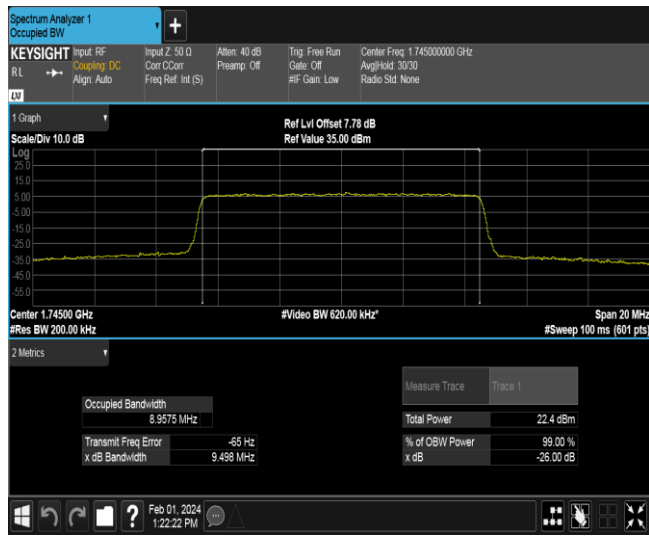 Spectrum Analyzer 1
Occupied BW
+
KEYSIGHT Input: RF Input Z: 50 Ω Atten: 40 dB Trig: Free Run Center Freq: 1.745000000 GHz
RL Coupling: DC Corr CCorr Preamp: Off Gate: Off Avg|Hold: 30/30
Align: Auto Freq Ref: Int (S) #IF Gain: Low Radio Std: None
LXI
1 Graph
Ref Lvl Offset 7.78 dB
Scale/Div 10.0 dB Ref Value 35.00 dBm
Log
25.0
15.0
5.00
-5.00
-15.0
-25.0
-35.0
-45.0
-55.0
Center 1.74500 GHz #Video BW 620.00 kHz* Span 20 MHz
#Res BW 200.00 kHz #Sweep 100 ms (601 pts)
2 Metrics
Measure Trace Trace 1
Occupied Bandwidth
8.9575 MHz
Total Power 22.4 dBm
Transmit Freq Error -65 Hz % of OBW Power 99.00 %
x dB Bandwidth 9.498 MHz x dB -26.00 dB
? Feb 01, 2024
1:22:22 PM